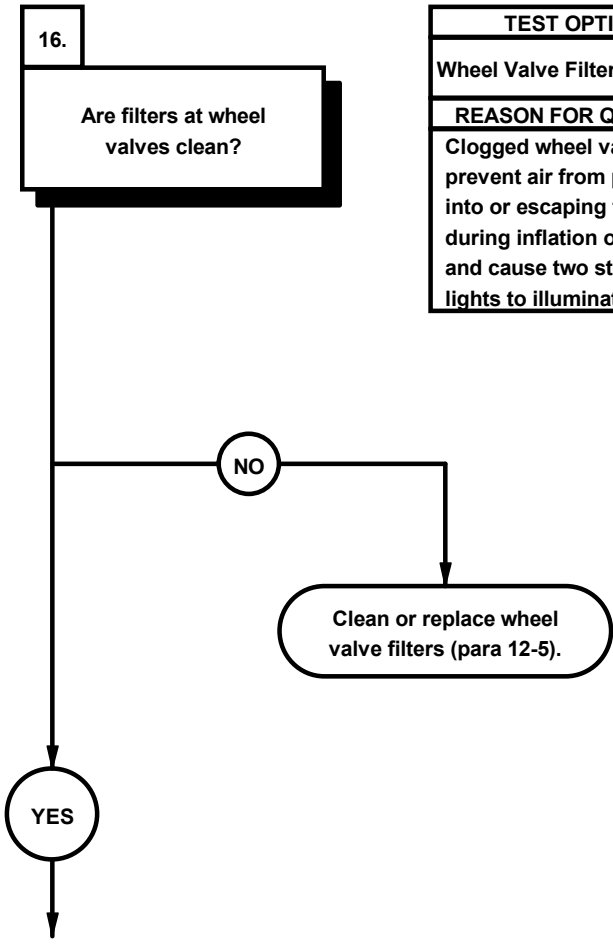 16.
Are filters at wheel
valves clean?
TEST OPTI
Wheel Valve Filter
REASON FOR Q
Clogged wheel va
prevent air from p
into or escaping
during inflation o
and cause two st
lights to illuminat
NO
Clean or replace wheel
valve filters (para 12-5).
YES